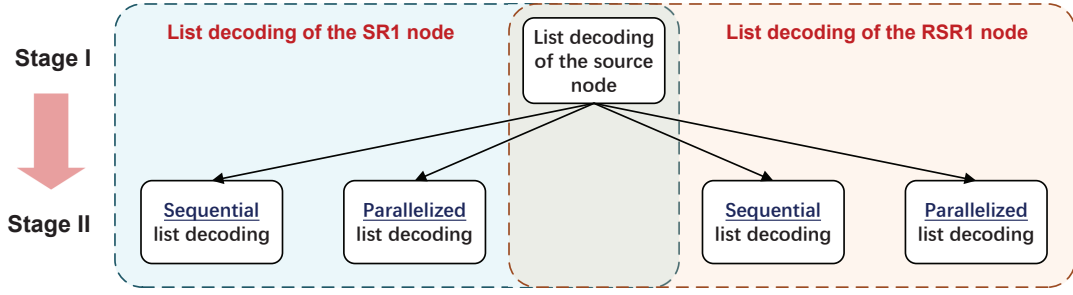 List decoding of the SR1 node
List decoding of the RSR1 node
Stage I
List decoding
of the source
node
Stage II
Sequential
list decoding
Parallelized
list decoding
Sequential
list decoding
Parallelized
list decoding